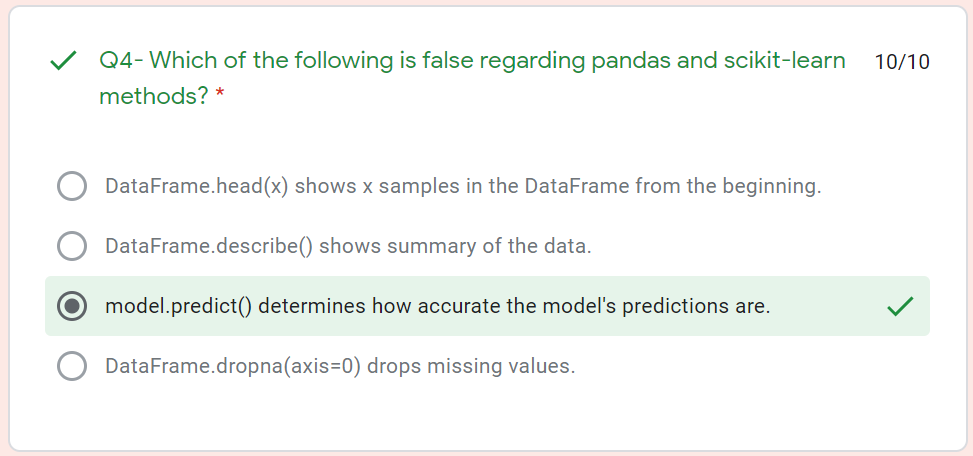 Q4- Which of the following is false regarding pandas and scikit-learn
10/10
methods? *
DataFrame.head(x) shows x samples in the DataFrame from the beginning.
DataFrame.describe() shows summary of the data.
model.predict() determines how accurate the model's predictions are.
DataFrame.dropna(axis=0) drops missing values.